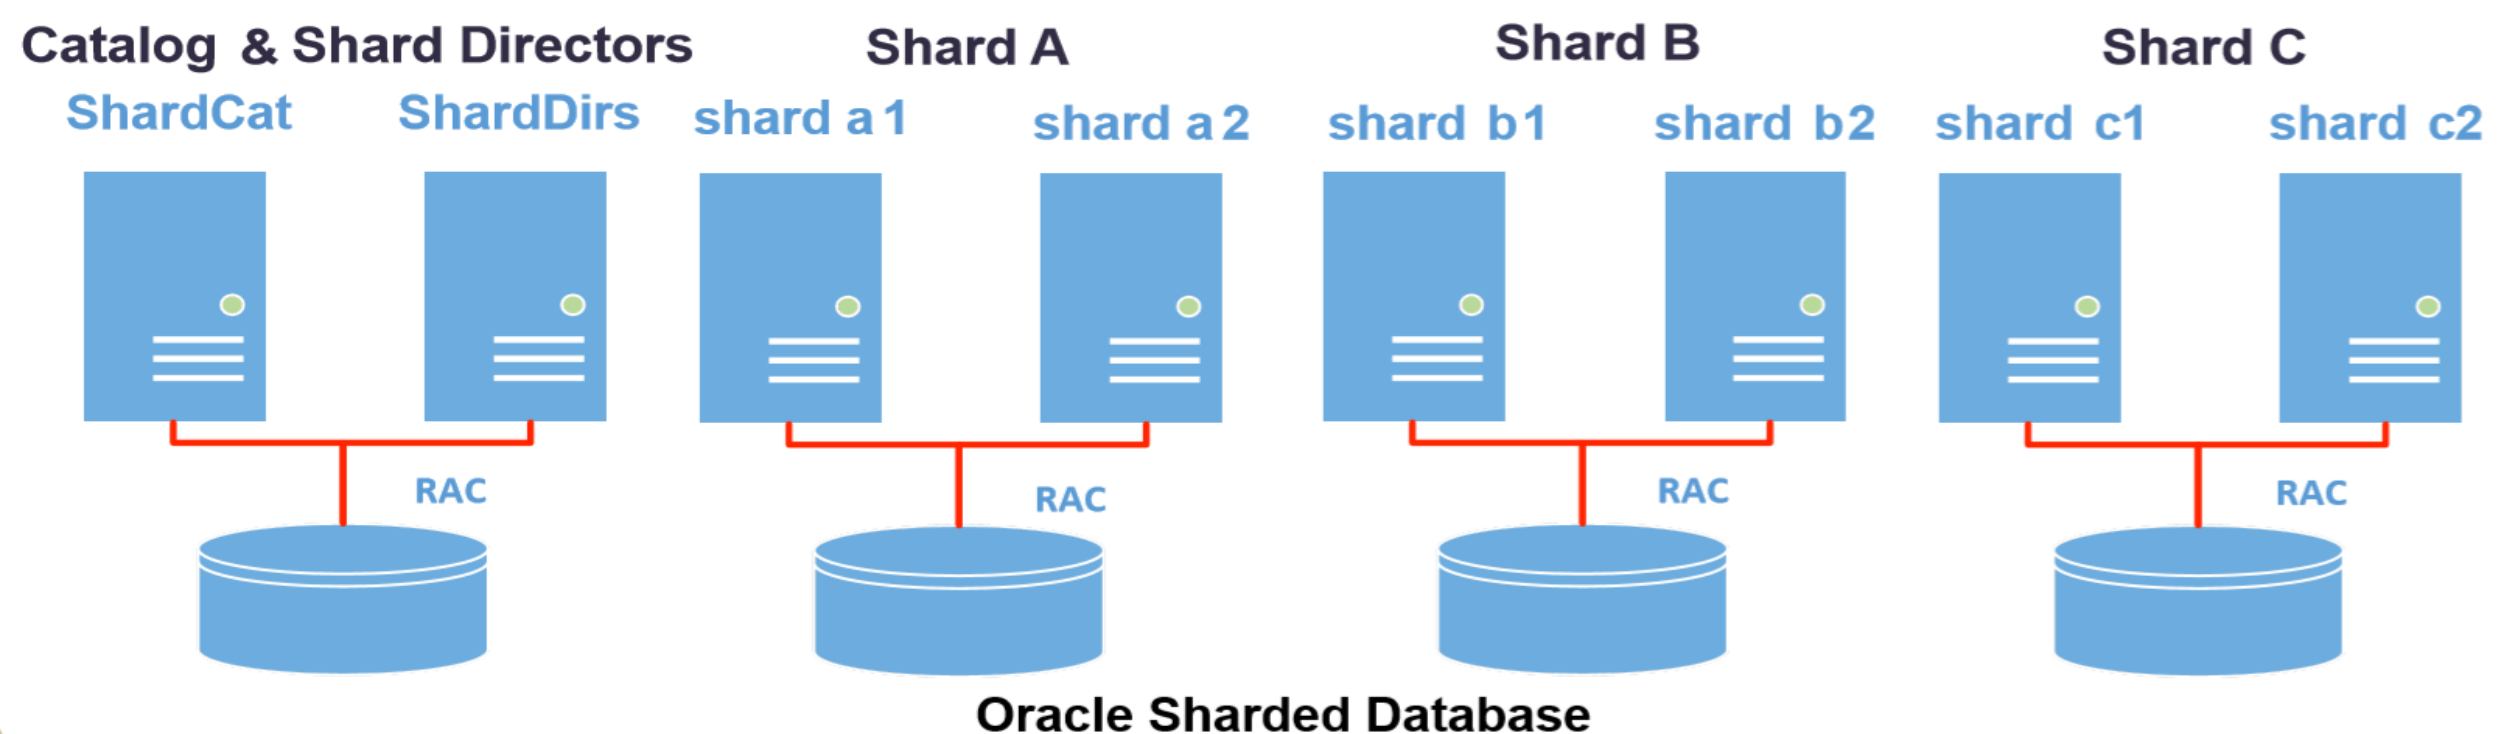 Catalog & Shard Directors
Shard A
Shard B
Shard C
ShardCat
ShardDirs
shard a1
shard a2
shard b1
shard b2
shard c1
shard c2
RAC
RAC
RAC
RAC
Oracle Sharded Database